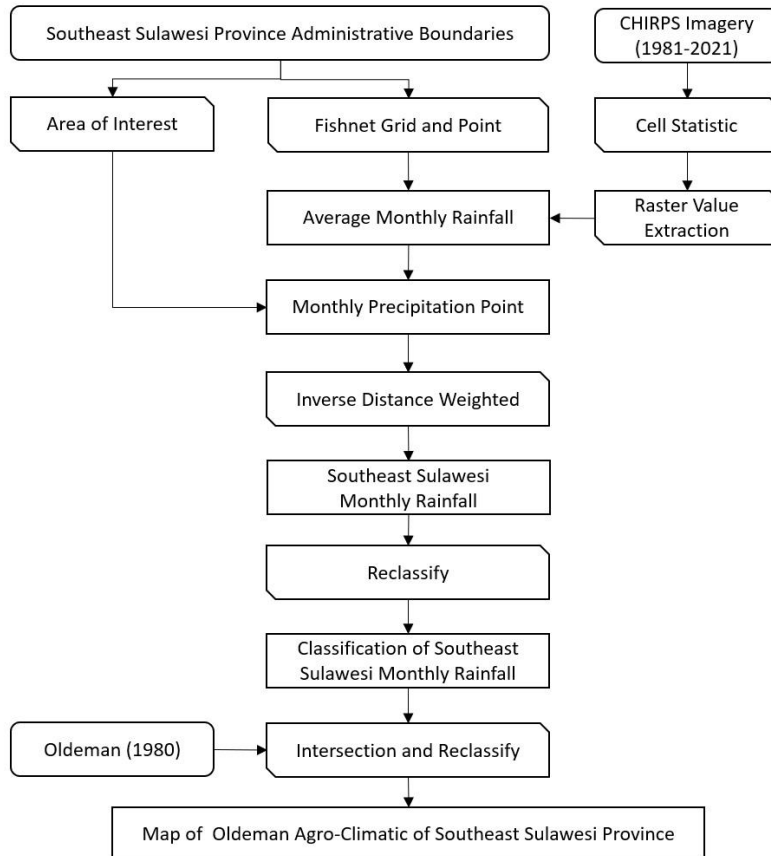 Southeast Sulawesi Province Administrative Boundaries
CHIRPS Imagery
(1981-2021)
Area of Interest
Fishnet Grid and Point
Cell Statistic
Average Monthly Rainfall
Raster Value
Extraction
Monthly Precipitation Point
Inverse Distance Weighted
Southeast Sulawesi
Monthly Rainfall
Reclassify
Classification of Southeast
Sulawesi Monthly Rainfall
Oldeman (1980)
Intersection and Reclassify
Map of Oldeman Agro-Climatic of Southeast Sulawesi Province